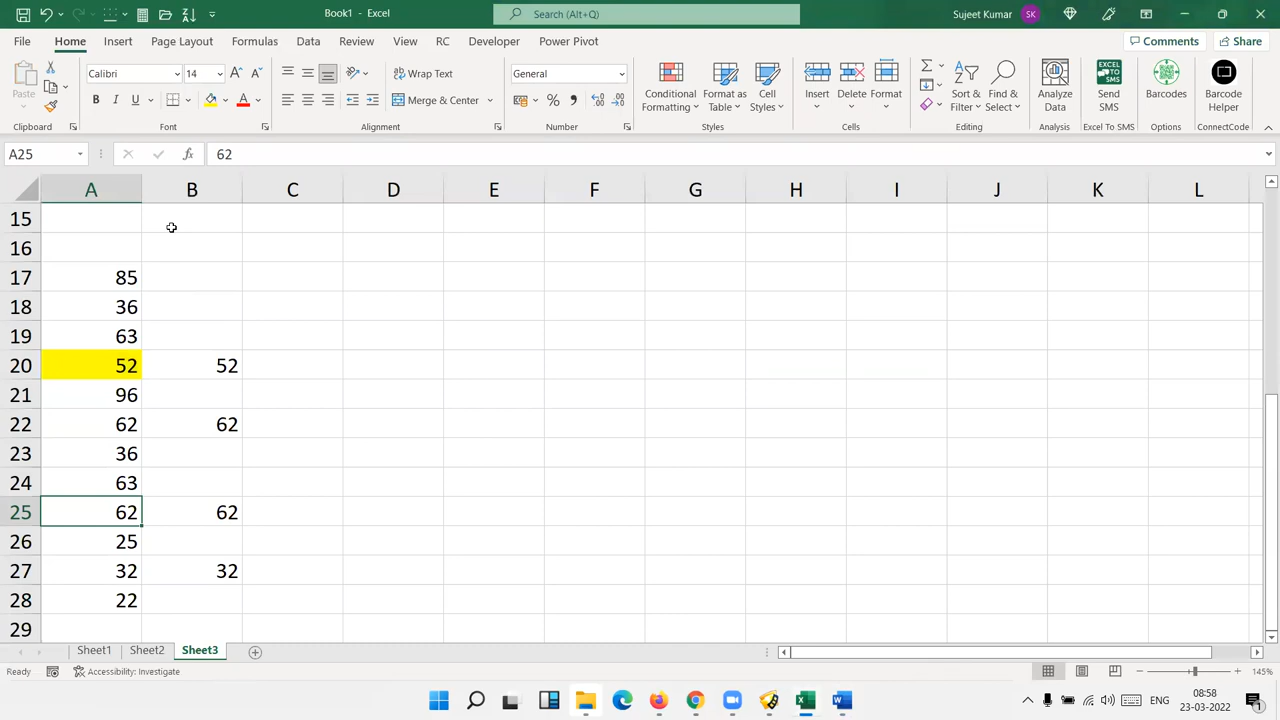 Book1 - Excel
Search (Alt+Q)
Sujeet Kumar
SK
File Home Insert Page Layout Formulas Data Review View RC Developer Power Pivot
Comments
Share
Paste
Calibri
14
Wrap Text
Merge & Center
General
Conditional Formatting
Format as Table
Cell Styles
Insert
Delete
Format
Sort & Filter
Find & Select
Analyze Data
Send SMS
Barcodes
Barcode Helper
Clipboard Font Alignment Number Styles Cells Editing Analysis Excel To SMS Options ConnectCode
A25
fx
62
A B C D E F G H I J K L
15
16
17 85
18 36
19 63
20 52 52
21 96
22 62 62
23 36
24 63
25 62 62
26 25
27 32 32
28 22
29
Sheet1 Sheet2 Sheet3
Ready
Accessibility: Investigate
145%
ENG
08:58
23-03-2022